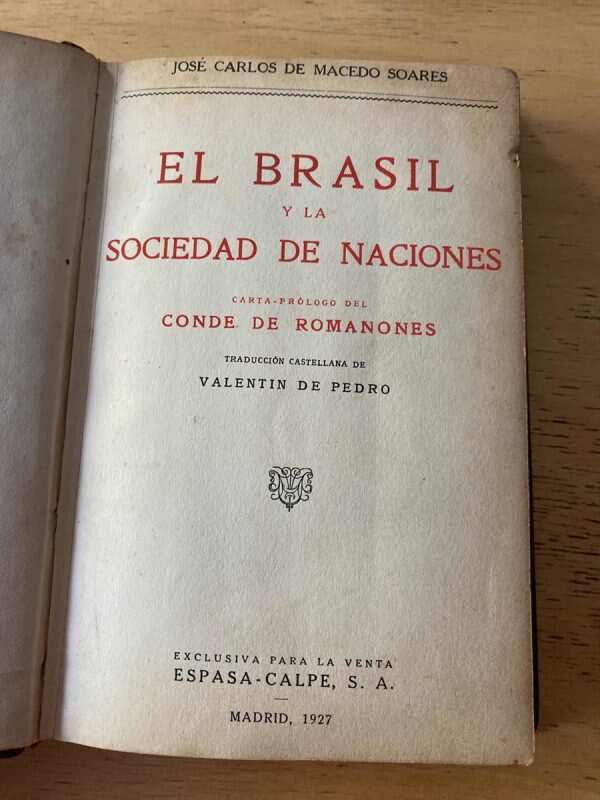 JOSÉ CARLOS DE MACEDO SOARES
EL BRASIL
Y LA
SOCIEDAD DE NACIONES
CARTA-PRÓLOGO DEL
CONDE DE ROMANONES
TRADUCCIÓN CASTELLANA DE
VALENTIN DE PEDRO
EXCLUSIVA PARA LA VENTA
ESPASA-CALPE, S. A.
MADRID, 1927